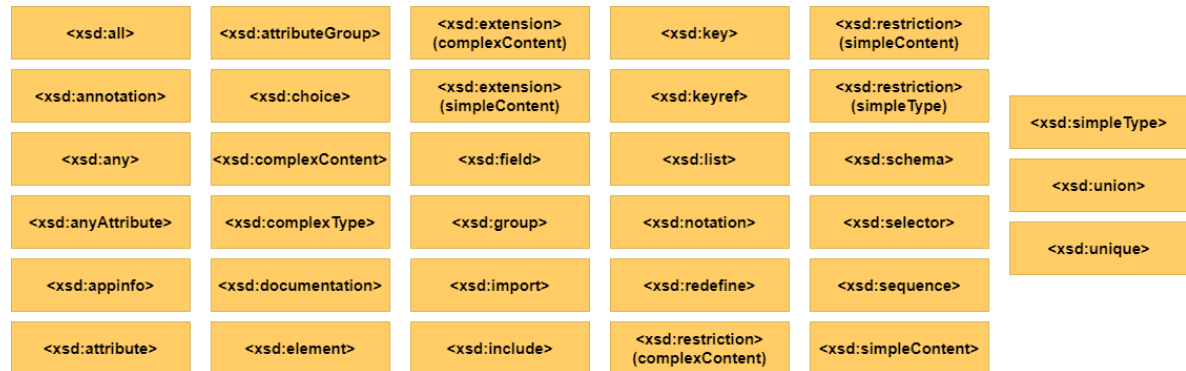 <xsd:all>
<xsd:annotation>
<xsd:any>
<xsd:anyAttribute>
<xsd:appinfo>
<xsd:attribute>
<xsd:attributeGroup>
<xsd:choice>
<xsd:complexContent>
<xsd:complexType>
<xsd:documentation>
<xsd:element>
<xsd:extension>
(complexContent)
<xsd:extension>
(simpleContent)
<xsd:field>
<xsd:group>
<xsd:import>
<xsd:include>
<xsd:key>
<xsd:keyref>
<xsd:list>
<xsd:notation>
<xsd:redefine>
<xsd:restriction>
(complexContent)
<xsd:restriction>
(simpleContent)
<xsd:restriction>
(simpleType)
<xsd:schema>
<xsd:selector>
<xsd:sequence>
<xsd:simpleContent>
<xsd:simpleType>
<xsd:union>
<xsd:unique>